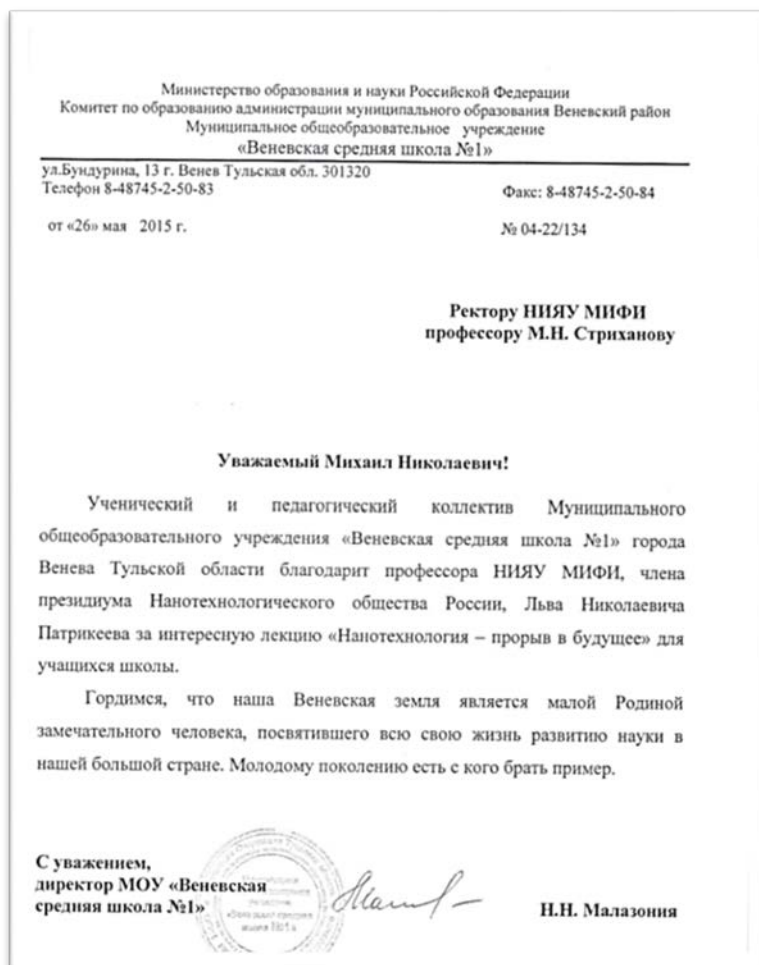 Министерство образования и науки Российской Федерации
Комитет по образованию администрации муниципального образования Веневский район
Муниципальное общеобразовательное учреждение
«Веневская средняя школа №1»
ул.Бундурина, 13 г. Венев Тульская обл. 301320
Телефон 8-48745-2-50-83
Факс: 8-48745-2-50-84
от «26» мая 2015 г.
№ 04-22/134
Ректору НИЯУ МИФИ
профессору М.Н. Стриханову
Уважаемый Михаил Николаевич!
Ученический и педагогический коллектив Муниципального
общеобразовательного учреждения «Веневская средняя школа №1» города
Венева Тульской области благодарит профессора НИЯУ МИФИ, члена
президиума Нанотехнологического общества России, Льва Николаевича
Патрикеева за интересную лекцию «Нанотехнология – прорыв в будущее» для
учащихся школы.
Гордимся, что наша Веневская земля является малой Родиной
замечательного человека, посвятившего всю свою жизнь развитию науки в
нашей большой стране. Молодому поколению есть с кого брать пример.
С уважением,
директор МОУ «Веневская
средняя школа №1»
Н.Н. Малазония